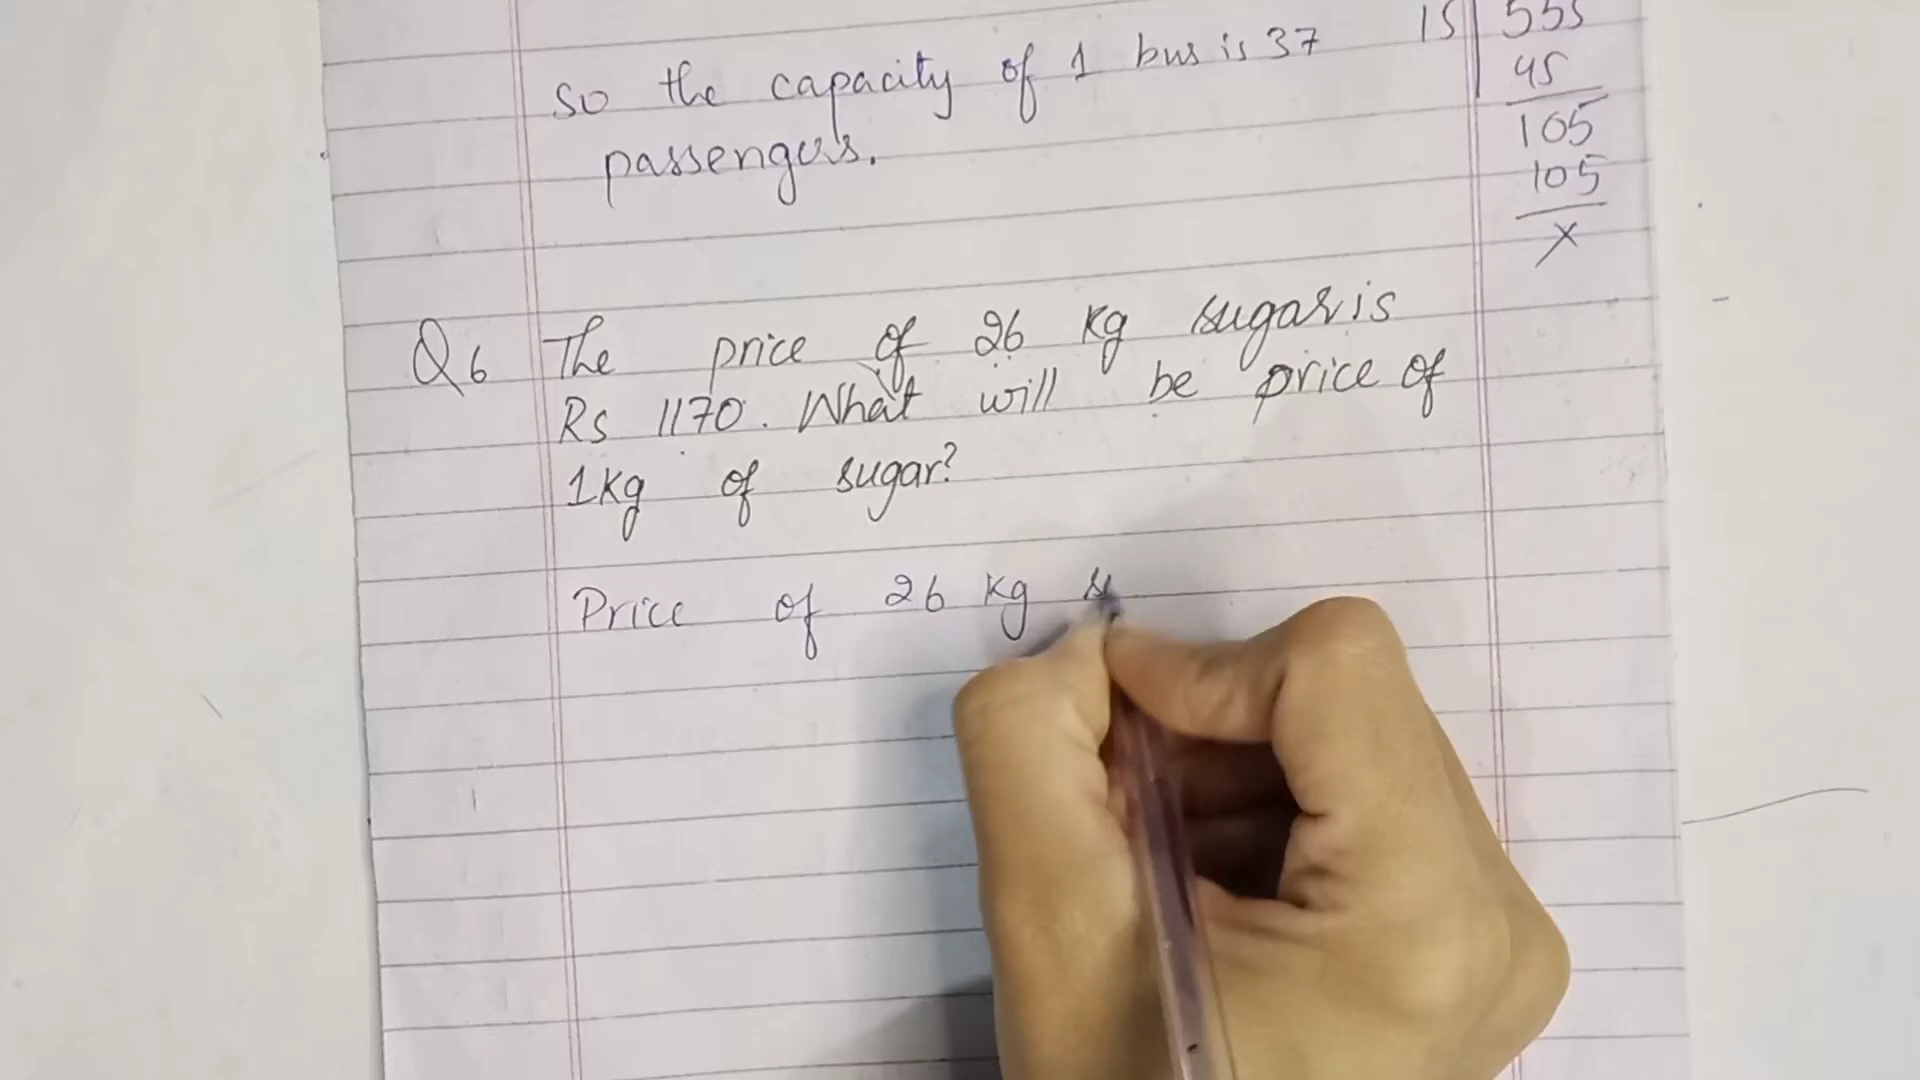 So the capacity of 1 bus is 37
passengers.
15 555
45
105
105
x
Q6 The price of 26 kg sugar is
Rs 1170. What will be price of
1kg of sugar?
Price of 26 kg